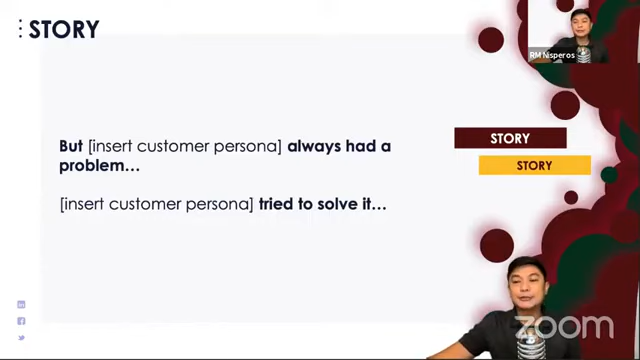 STORY
RM Nisperos
But [insert customer persona] always had a
problem...
[insert customer persona] tried to solve it...
STORY
STORY
zoom